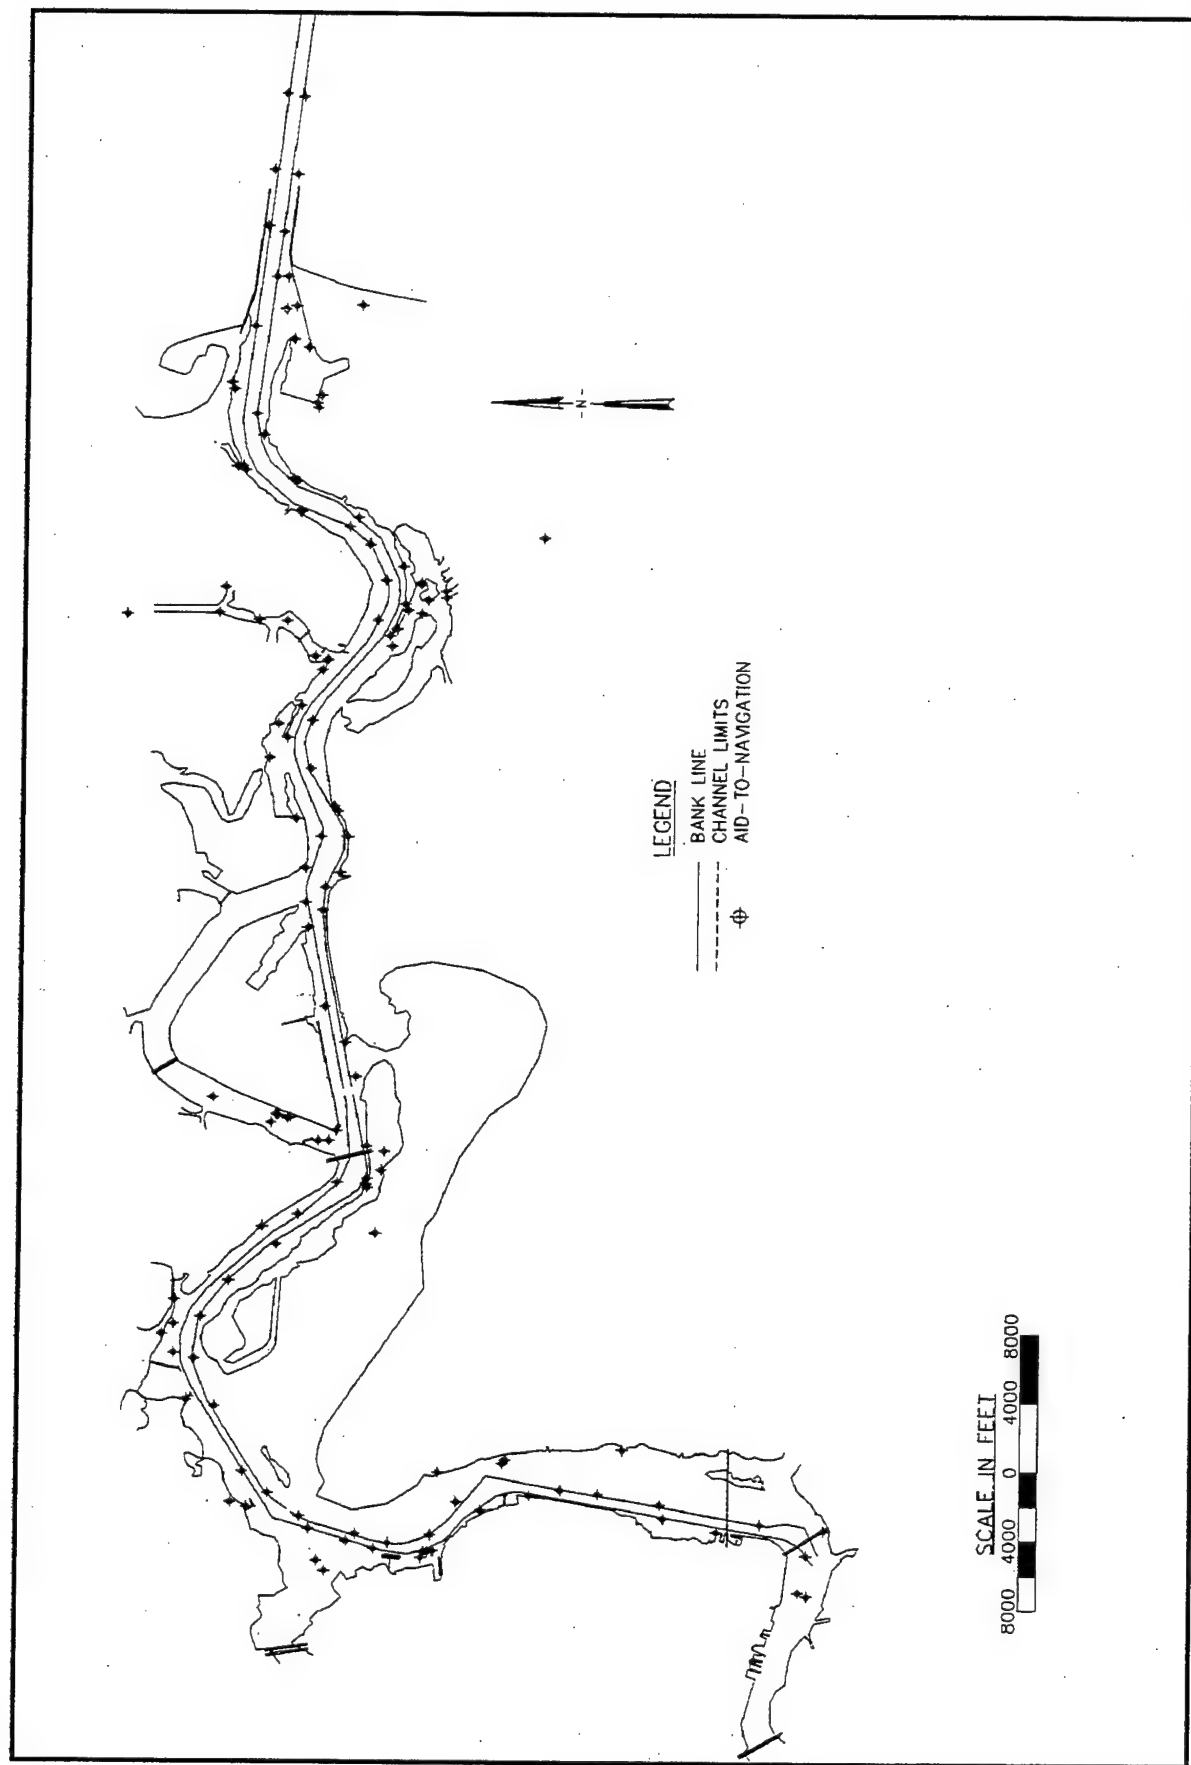 -N-
LEGEND
BANK LINE
CHANNEL LIMITS
AID-TO-NAVIGATION
SCALE IN FEET
8000 4000 0 4000 8000